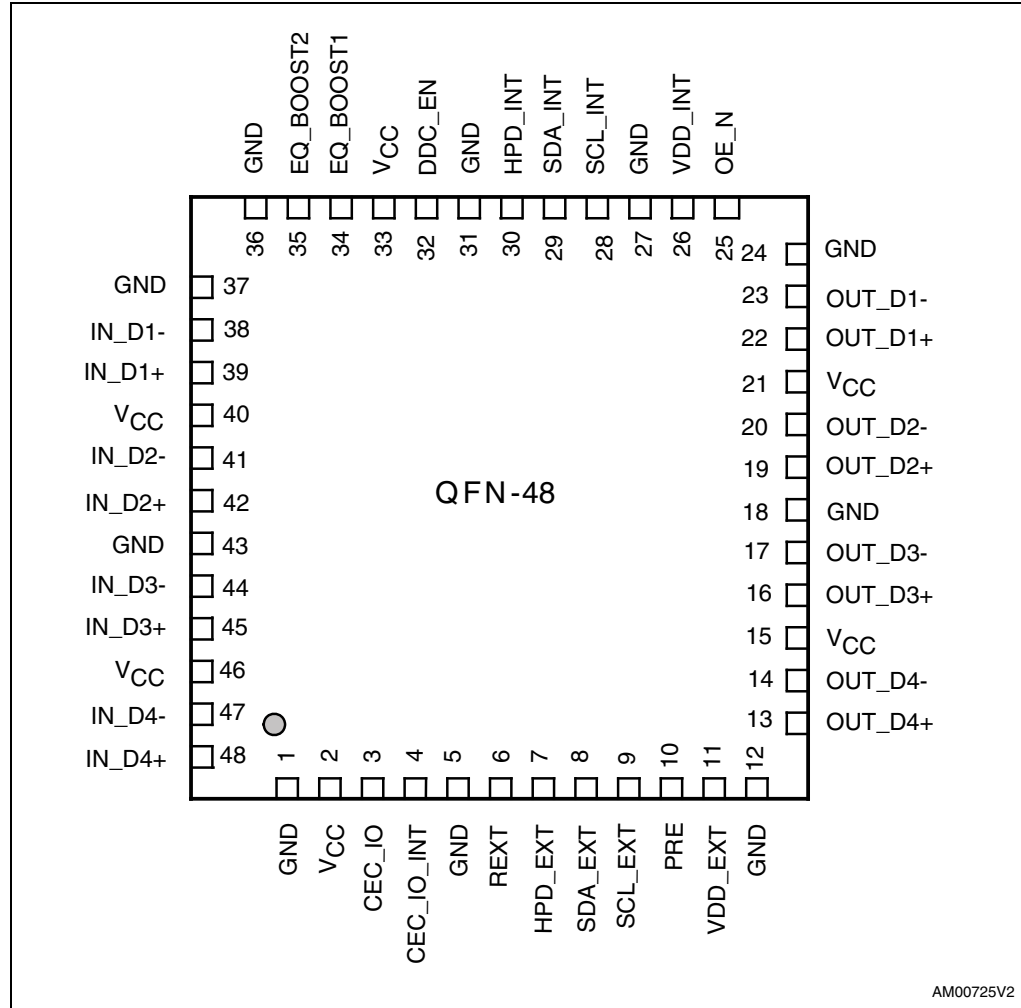 GND
EQ_BOOST2
EQ_BOOST1
VCC
DDC_EN
GND
HPD_INT
SDA_INT
SCL_INT
GND
VDD_INT
OE_N
36
35
34
33
32
31
30
29
28
27
26
25
GND 37
IN_D1- 38
IN_D1+ 39
VCC 40
IN_D2- 41
IN_D2+ 42
GND 43
IN_D3- 44
IN_D3+ 45
VCC 46
IN_D4- 47
IN_D4+ 48
QFN-48
24 GND
23 OUT_D1-
22 OUT_D1+
21 VCC
20 OUT_D2-
19 OUT_D2+
18 GND
17 OUT_D3-
16 OUT_D3+
15 VCC
14 OUT_D4-
13 OUT_D4+
1
2
3
4
5
6
7
8
9
10
11
12
GND
VCC
CEC_IO
CEC_IO_INT
GND
REXT
HPD_EXT
SDA_EXT
SCL_EXT
PRE
VDD_EXT
GND
AM00725V2